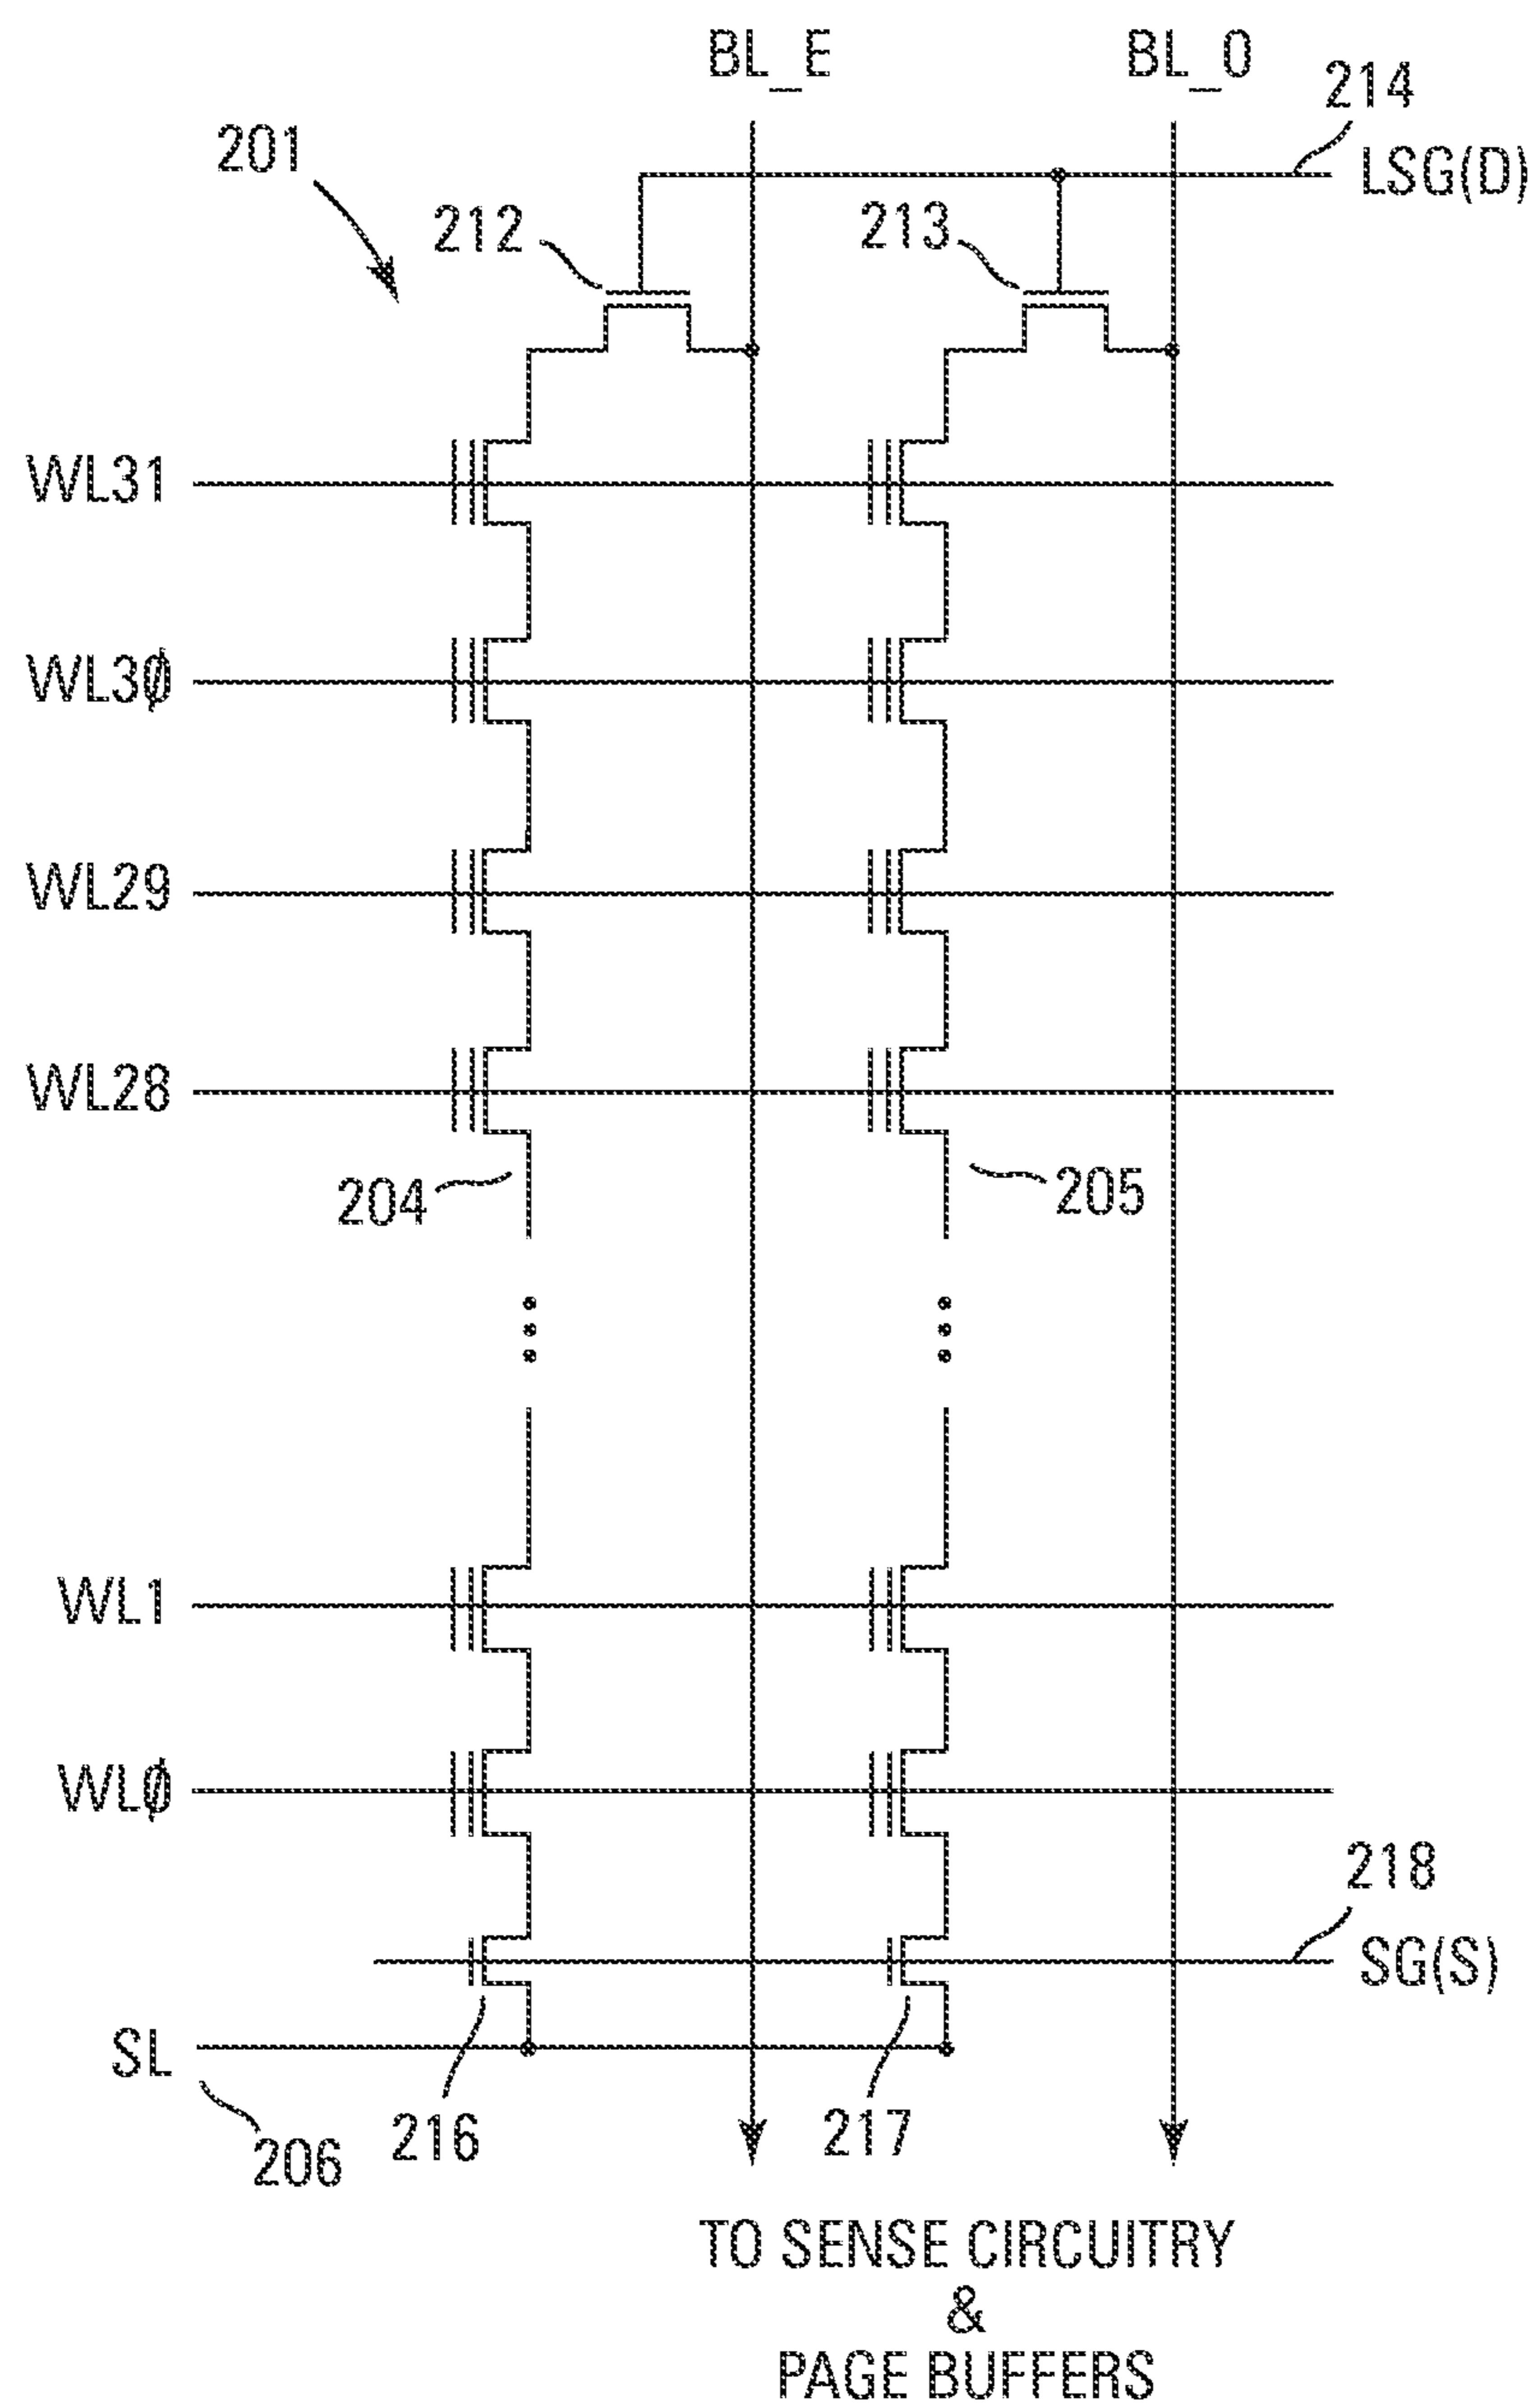 BL_E
BL_O
214
LSG(D)
201
212
213
WL31
WL3Ø
WL29
WL28
204
205
WL1
WLØ
218
SG(S)
SL
206
216
217
TO SENSE CIRCUITRY
&
PAGE BUFFERS